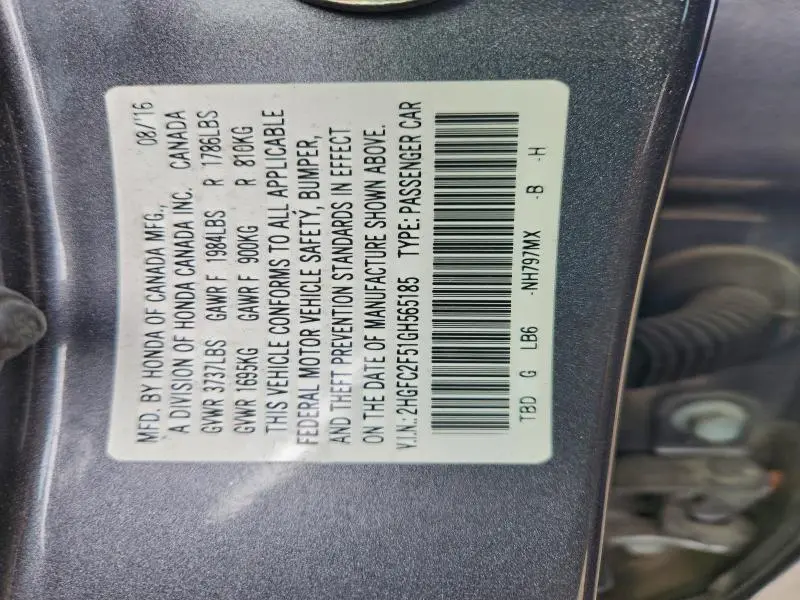 MFD. BY HONDA OF CANADA MFG., 08/16
A DIVISION OF HONDA CANADA INC. CANADA
GVWR 3737LBS GAWR F 1984LBS R 1786LBS
GVWR 1695KG GAWR F 900KG R 810KG
THIS VEHICLE CONFORMS TO ALL APPLICABLE
FEDERAL MOTOR VEHICLE SAFETY, BUMPER,
AND THEFT PREVENTION STANDARDS IN EFFECT
ON THE DATE OF MANUFACTURE SHOWN ABOVE.
V.I.N.: 2HGFC2F51GH565185 TYPE: PASSENGER CAR
TBD G LB6 -NH797MX -B -H